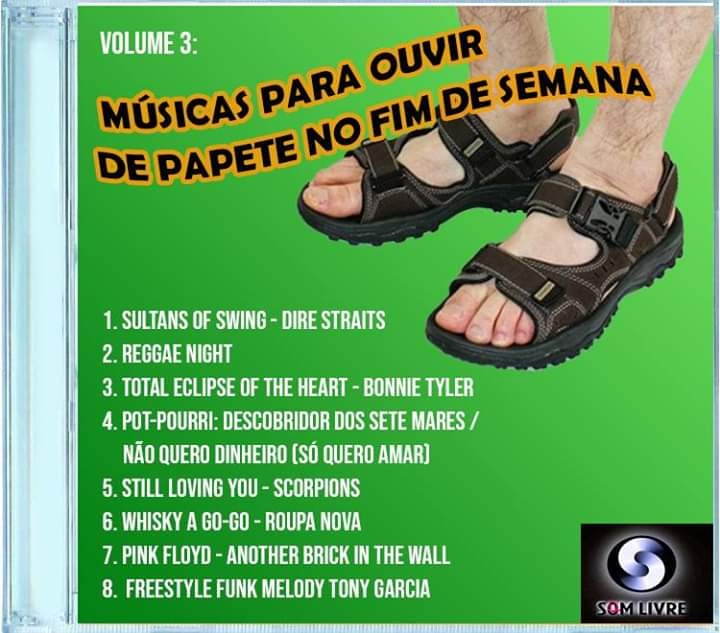 VOLUME 3:
MÚSICAS PARA OUVIR
DE PAPETE NO FIM DE SEMANA
1. SULTANS OF SWING - DIRE STRAITS
2. REGGAE NIGHT
3. TOTAL ECLIPSE OF THE HEART - BONNIE TYLER
4. POT-POURRI: DESCOBRIDOR DOS SETE MARES /
NÃO QUERO DINHEIRO (SÓ QUERO AMAR)
5. STILL LOVING YOU - SCORPIONS
6. WHISKY A GO-GO - ROUPA NOVA
7. PINK FLOYD - ANOTHER BRICK IN THE WALL
8. FREESTYLE FUNK MELODY TONY GARCIA
SOM LIVRE